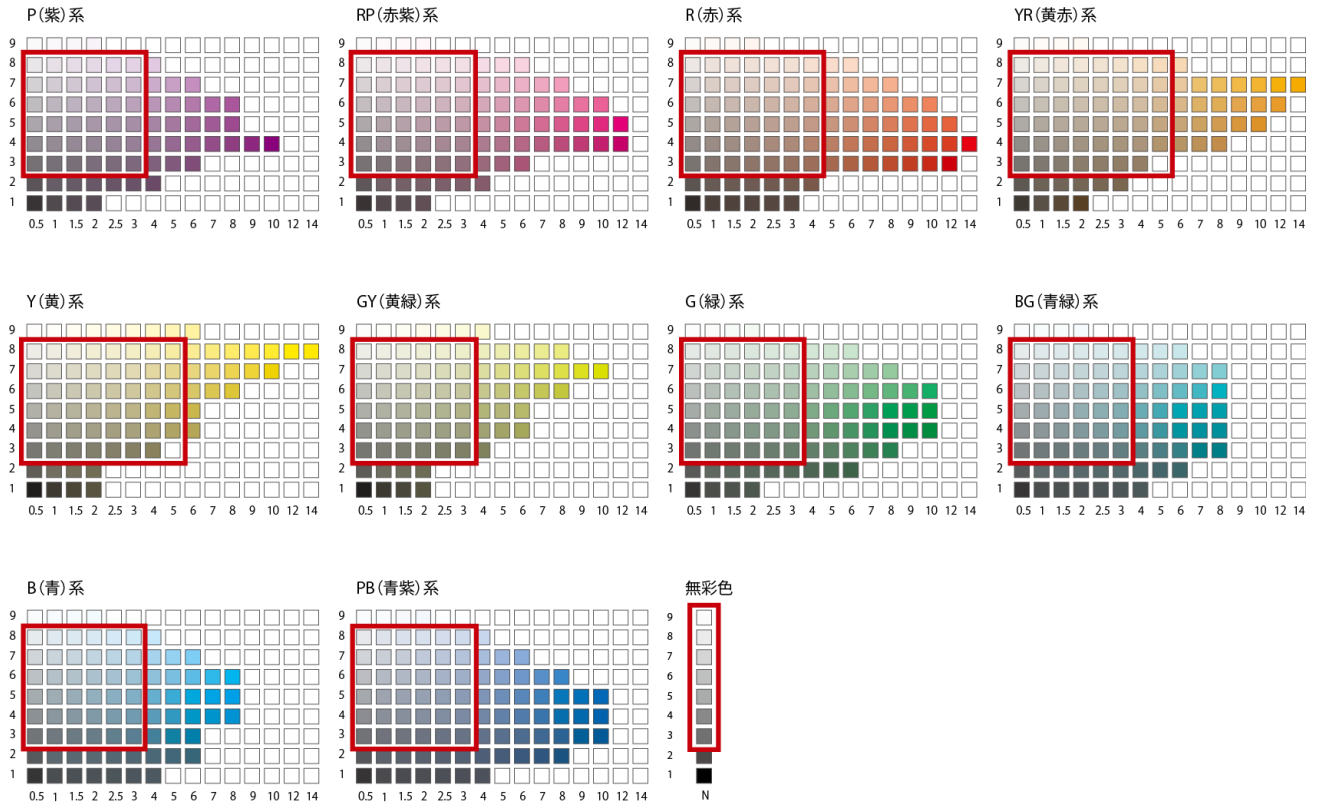 P（紫）系 RP（赤紫）系 R（赤）系 YR（黄赤）系
9 9 9 9
8 8 8 8
7 7 7 7
6 6 6 6
5 5 5 5
4 4 4 4
3 3 3 3
2 2 2 2
1 1 1 1
0.5 1 1.5 2 2.5 3 4 5 6 7 8 9 10 12 14 0.5 1 1.5 2 2.5 3 4 5 6 7 8 9 10 12 14 0.5 1 1.5 2 2.5 3 4 5 6 7 8 9 10 12 14 0.5 1 1.5 2 2.5 3 4 5 6 7 8 9 10 12 14
Y（黄）系 GY（黄緑）系 G（緑）系 BG（青緑）系
9 9 9 9
8 8 8 8
7 7 7 7
6 6 6 6
5 5 5 5
4 4 4 4
3 3 3 3
2 2 2 2
1 1 1 1
0.5 1 1.5 2 2.5 3 4 5 6 7 8 9 10 12 14 0.5 1 1.5 2 2.5 3 4 5 6 7 8 9 10 12 14 0.5 1 1.5 2 2.5 3 4 5 6 7 8 9 10 12 14 0.5 1 1.5 2 2.5 3 4 5 6 7 8 9 10 12 14
B（青）系 PB（青紫）系 無彩色
9 9 9
8 8 8
7 7 7
6 6 6
5 5 5
4 4 4
3 3 3
2 2 2
1 1 1
0.5 1 1.5 2 2.5 3 4 5 6 7 8 9 10 12 14 0.5 1 1.5 2 2.5 3 4 5 6 7 8 9 10 12 14 N